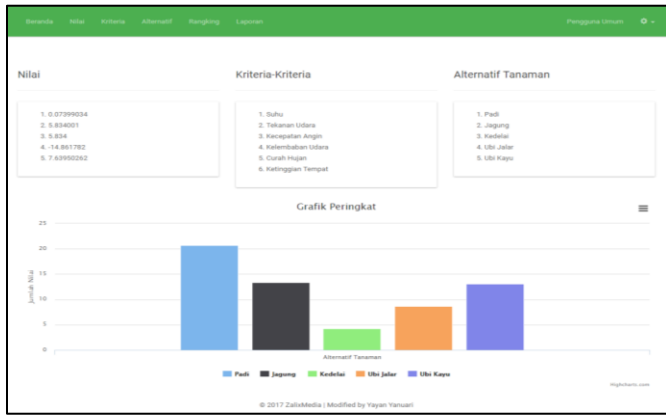 Beranda Nilai Kriteria Alternatif Rangking Laporan Pengguna Umum
Nilai
1. 0.07399034
2. 5.834001
3. 5.834
4. -14.861782
5. 7.63950262
Kriteria-Kriteria
1. Suhu
2. Tekanan Udara
3. Kecepatan Angin
4. Kelembaban Udara
5. Curah Hujan
6. Ketinggian Tempat
Alternatif Tanaman
1. Padi
2. Jagung
3. Kedelai
4. Ubi Jalar
5. Ubi Kayu
Grafik Peringkat
Jumlah Nilai
25
20
15
10
5
0
Alternatif Tanaman
Padi Jagung Kedelai Ubi Jalar Ubi Kayu
Highcharts.com
© 2017 ZalixMedia | Modified by Yayan Yanuari